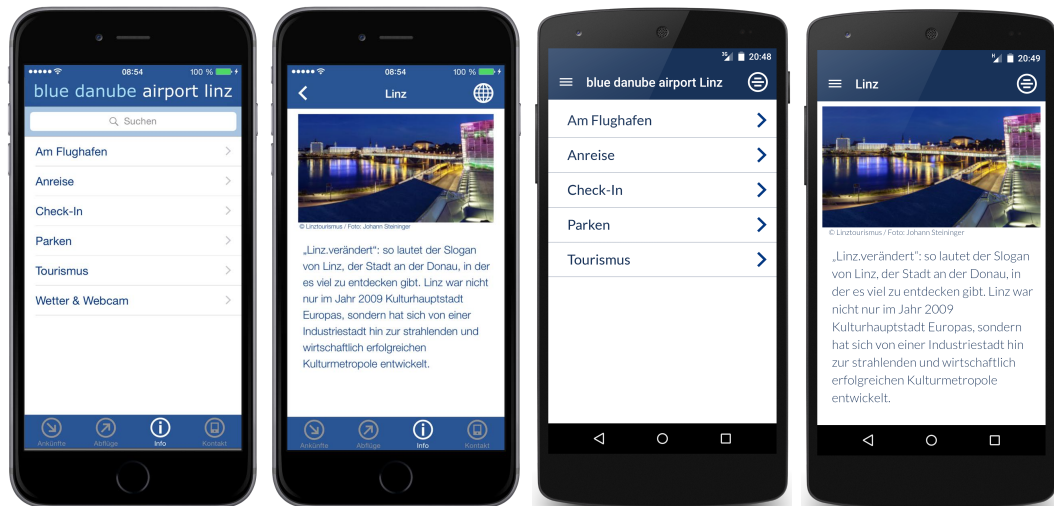 08:54
100 %
blue danube airport linz
Suchen
Am Flughafen
Anreise
Check-In
Parken
Tourismus
Wetter & Webcam
Ankünfte
Abflüge
Info
Kontakt
08:54
100 %
Linz
© Linztourismus / Foto: Johann Steininger
„Linz.verändert“: so lautet der Slogan
von Linz, der Stadt an der Donau, in der
es viel zu entdecken gibt. Linz war nicht
nur im Jahr 2009 Kulturhauptstadt
Europas, sondern hat sich von einer
Industriestadt hin zur strahlenden und
wirtschaftlich erfolgreichen
Kulturmetropole entwickelt.
Ankünfte
Abflüge
Info
Kontakt
3G
20:48
blue danube airport Linz
Am Flughafen
Anreise
Check-In
Parken
Tourismus
H
20:49
Linz
© Linztourismus / Foto: Johann Steininger
„Linz.verändert“: so lautet der Slogan
von Linz, der Stadt an der Donau, in
der es viel zu entdecken gibt. Linz war
nicht nur im Jahr 2009
Kulturhauptstadt Europas, sondern
hat sich von einer Industriestadt hin
zur strahlenden und wirtschaftlich
erfolgreichen Kulturmetropole
entwickelt.